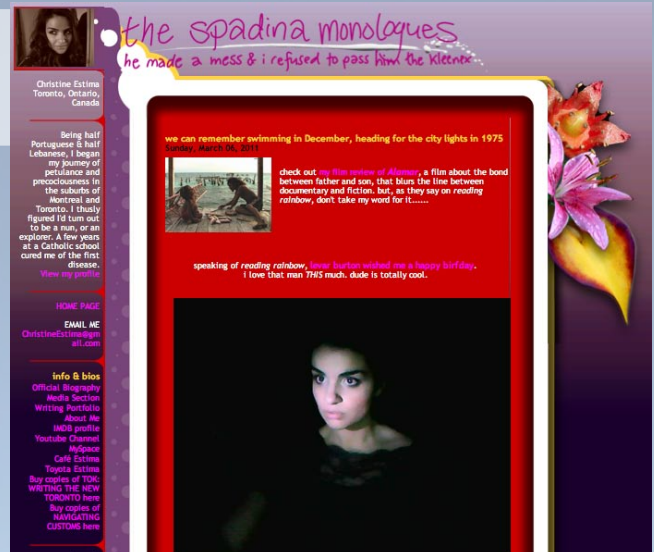 the spadina monologues
he made a mess & i refused to pass him the kleenex...
Christine Estima
Toronto, Ontario,
Canada
Being half
Portuguese & half
Lebanese, I began
my journey of
petulance and
precociousness in
the suburbs of
Montreal and
Toronto. I thusly
figured I'd turn out
to be a nun, or an
explorer. A few years
at a Catholic school
cured me of the first
disease.
View my profile
HOME PAGE
EMAIL ME
ChristineEstima@gm
ail.com
info & bios
Official Biography
Media Section
Writing Portfolio
About Me
IMDB profile
Youtube Channel
MySpace
Café Estima
Toyota Estima
Buy copies of TOK:
WRITING THE NEW
TORONTO here
Buy copies of
NAVIGATING
CUSTOMS here
we can remember swimming in December, heading for the city lights in 1975
Sunday, March 06, 2011
check out my film review of Alamar, a film about the bond
between father and son, that blurs the line between
documentary and fiction. but, as they say on reading
rainbow, don't take my word for it......
speaking of reading rainbow, levar burton wished me a happy birfday.
i love that man THIS much. dude is totally cool.